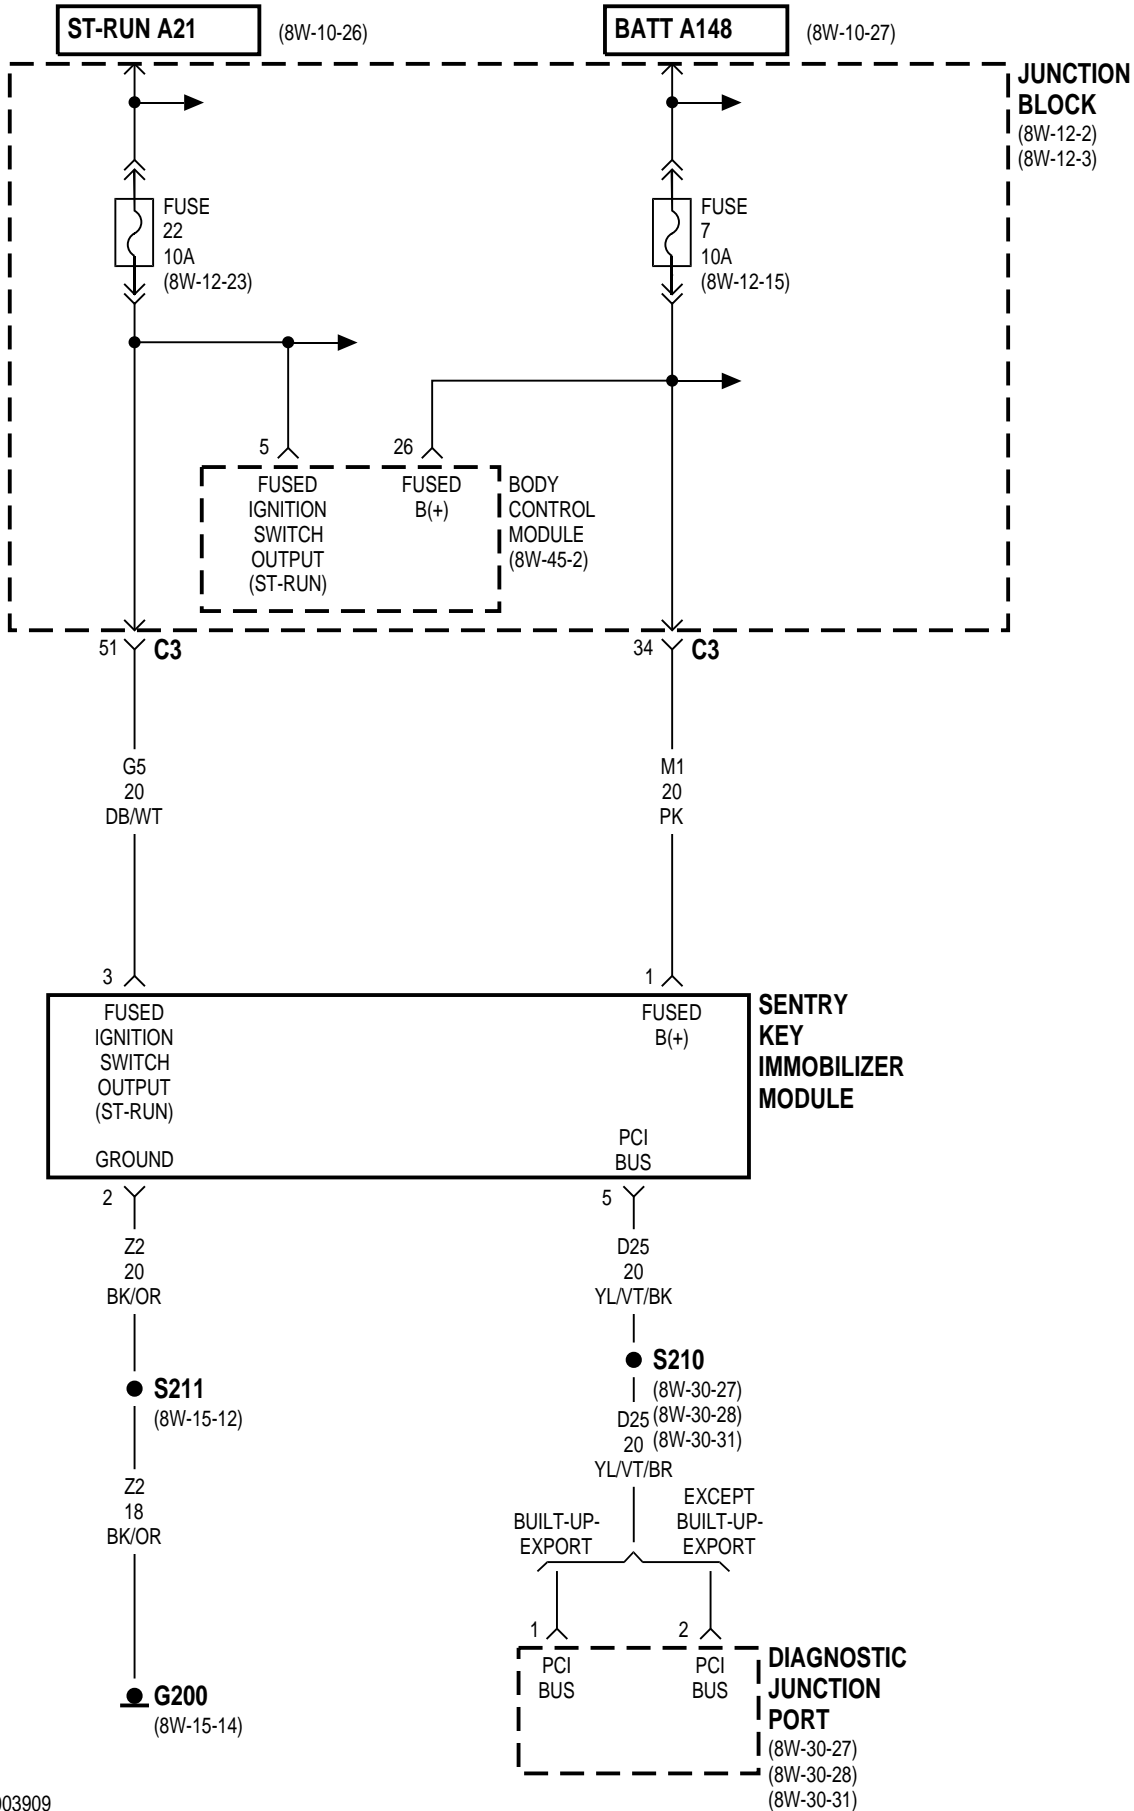 ST-RUN A21
(8W-10-26)
BATT A148
(8W-10-27)
JUNCTION
BLOCK
(8W-12-2)
(8W-12-3)
FUSE
22
10A
(8W-12-23)
FUSE
7
10A
(8W-12-15)
5
26
FUSED
IGNITION
SWITCH
OUTPUT
(ST-RUN)
FUSED
B(+)
BODY
CONTROL
MODULE
(8W-45-2)
51
C3
34
C3
G5
20
DB/WT
M1
20
PK
3
1
FUSED
IGNITION
SWITCH
OUTPUT
(ST-RUN)
FUSED
B(+)
SENTRY
KEY
IMMOBILIZER
MODULE
GROUND
PCI
BUS
2
5
Z2
20
BK/OR
D25
20
YL/VT/BK
S211
(8W-15-12)
S210
(8W-30-27)
(8W-30-28)
(8W-30-31)
D25
20
YL/VT/BR
Z2
18
BK/OR
BUILT-UP-
EXPORT
EXCEPT
BUILT-UP-
EXPORT
1
2
PCI
BUS
PCI
BUS
DIAGNOSTIC
JUNCTION
PORT
(8W-30-27)
(8W-30-28)
(8W-30-31)
G200
(8W-15-14)
003909